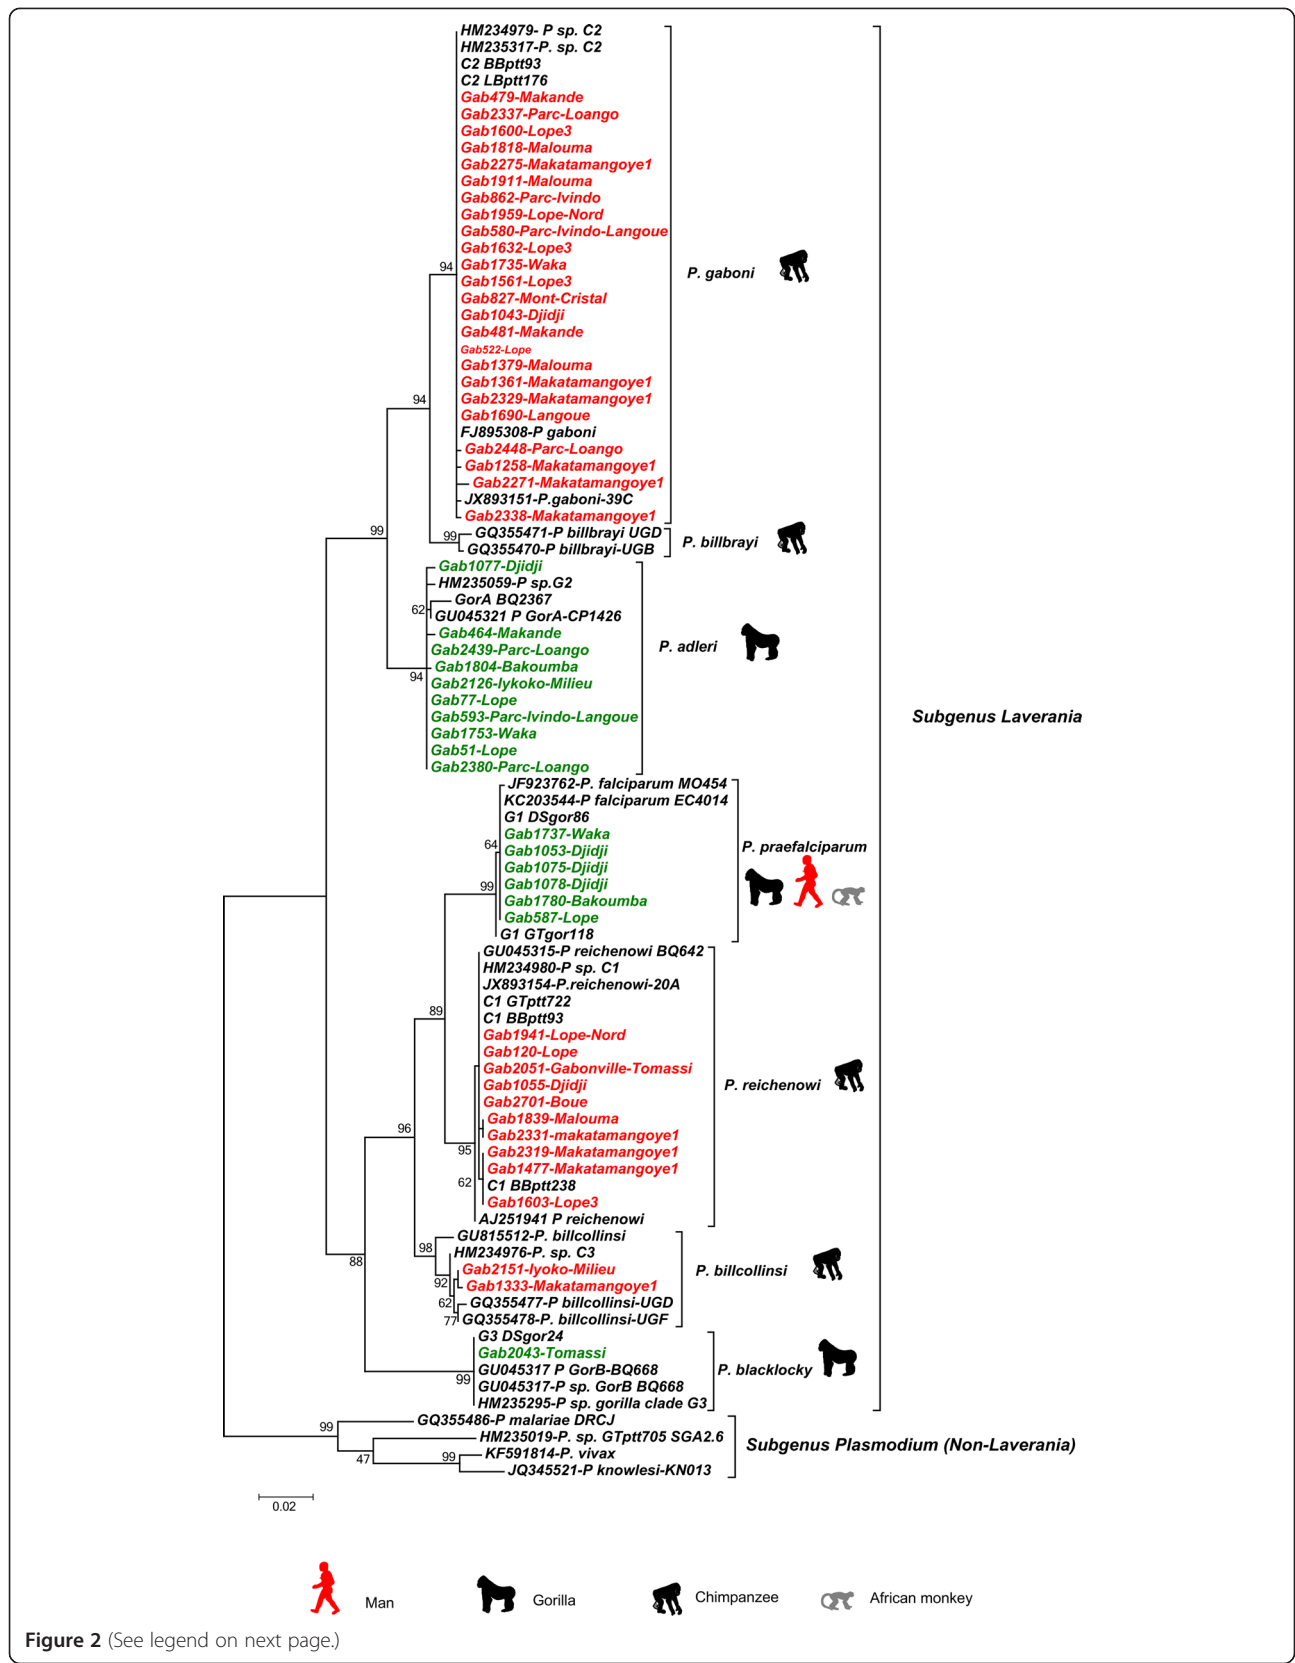 HM234979- P sp. C2
HM235317-P. sp. C2
C2 BBptt93
C2 LBptt176
Gab479-Makande
Gab2337-Parc-Loango
Gab1600-Lope3
Gab1818-Malouma
Gab2275-Makatamangoye1
Gab1911-Malouma
Gab862-Parc-Ivindo
Gab1959-Lope-Nord
Gab580-Parc-Ivindo-Langoue
Gab1632-Lope3
94
Gab1735-Waka
P. gaboni
Gab1561-Lope3
Gab827-Mont-Cristal
Gab1043-Djidji
Gab481-Makande
Gab522-Lope
Gab1379-Malouma
Gab1361-Makatamangoye1
94
Gab2329-Makatamangoye1
Gab1690-Langoue
FJ895308-P gaboni
Gab2448-Parc-Loango
Gab1258-Makatamangoye1
Gab2271-Makatamangoye1
JX893151-P.gaboni-39C
Gab2338-Makatamangoye1
99
99
GQ355471-P billbrayi UGD
P. billbrayi
GQ355470-P billbrayi-UGB
Gab1077-Djidji
HM235059-P sp.G2
GorA BQ2367
62
GU045321 P GorA-CP1426
Gab464-Makande
P. adleri
Gab2439-Parc-Loango
Gab1804-Bakoumba
94
Gab2126-Iykoko-Milieu
Gab77-Lope
Gab593-Parc-Ivindo-Langoue
Subgenus Laverania
Gab1753-Waka
Gab51-Lope
Gab2380-Parc-Loango
JF923762-P. falciparum MO454
KC203544-P falciparum EC4014
G1 DSgor86
Gab1737-Waka
64
P. praefalciparum
Gab1053-Djidji
Gab1075-Djidji
99
Gab1078-Djidji
Gab1780-Bakoumba
Gab587-Lope
G1 GTgor118
GU045315-P reichenowi BQ642
HM234980-P sp. C1
JX893154-P.reichenowi-20A
C1 GTptt722
89
C1 BBptt93
Gab1941-Lope-Nord
Gab120-Lope
Gab2051-Gabonville-Tomassi
P. reichenowi
Gab1055-Djidji
Gab2701-Boue
Gab1839-Malouma
96
Gab2331-makatamangoye1
95
Gab2319-Makatamangoye1
Gab1477-Makatamangoye1
62
C1 BBptt238
Gab1603-Lope3
AJ251941 P reichenowi
GU815512-P. billcollinsi
98
HM234976-P. sp. C3
88
Gab2151-Iyoko-Milieu
P. billcollinsi
92
Gab1333-Makatamangoye1
62
GQ355477-P billcollinsi-UGD
77
GQ355478-P. billcollinsi-UGF
G3 DSgor24
Gab2043-Tomassi
GU045317 P GorB-BQ668
P. blacklocky
99
GU045317-P sp. GorB BQ668
HM235295-P sp. gorilla clade G3
99
GQ355486-P malariae DRCJ
HM235019-P. sp. GTptt705 SGA2.6
Subgenus Plasmodium (Non-Laverania)
47
99
KF591814-P. vivax
JQ345521-P knowlesi-KN013
0.02
Man
Gorilla
Chimpanzee
African monkey
Figure 2 (See legend on next page.)